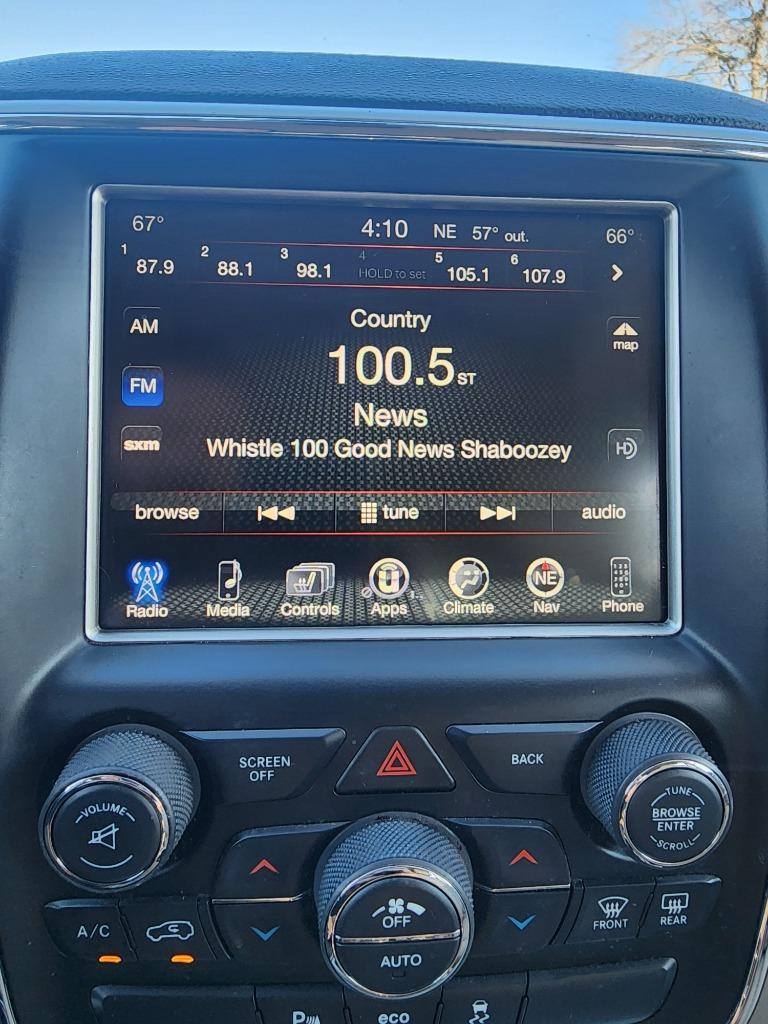 67° 4:10 NE 57° out. 66°
1 87.9 2 88.1 3 98.1 4 HOLD to set 5 105.1 6 107.9
Country
AM
map
100.5 ST
FM
News
sxm
Whistle 100 Good News Shaboozey
HD
browse tune audio
NE
Radio Media Controls Apps Climate Nav Phone
SCREEN
OFF
BACK
VOLUME
TUNE
BROWSE
ENTER
SCROLL
OFF
A/C
FRONT
REAR
AUTO
P
eco